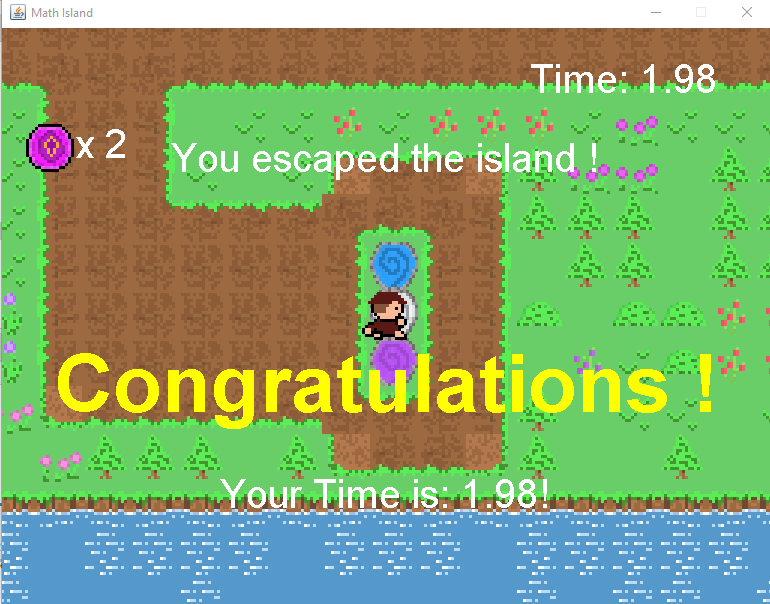 Math Island
Time: 1.98
x 2
You escaped the island !
Congratulations !
Your Time is: 1.98!